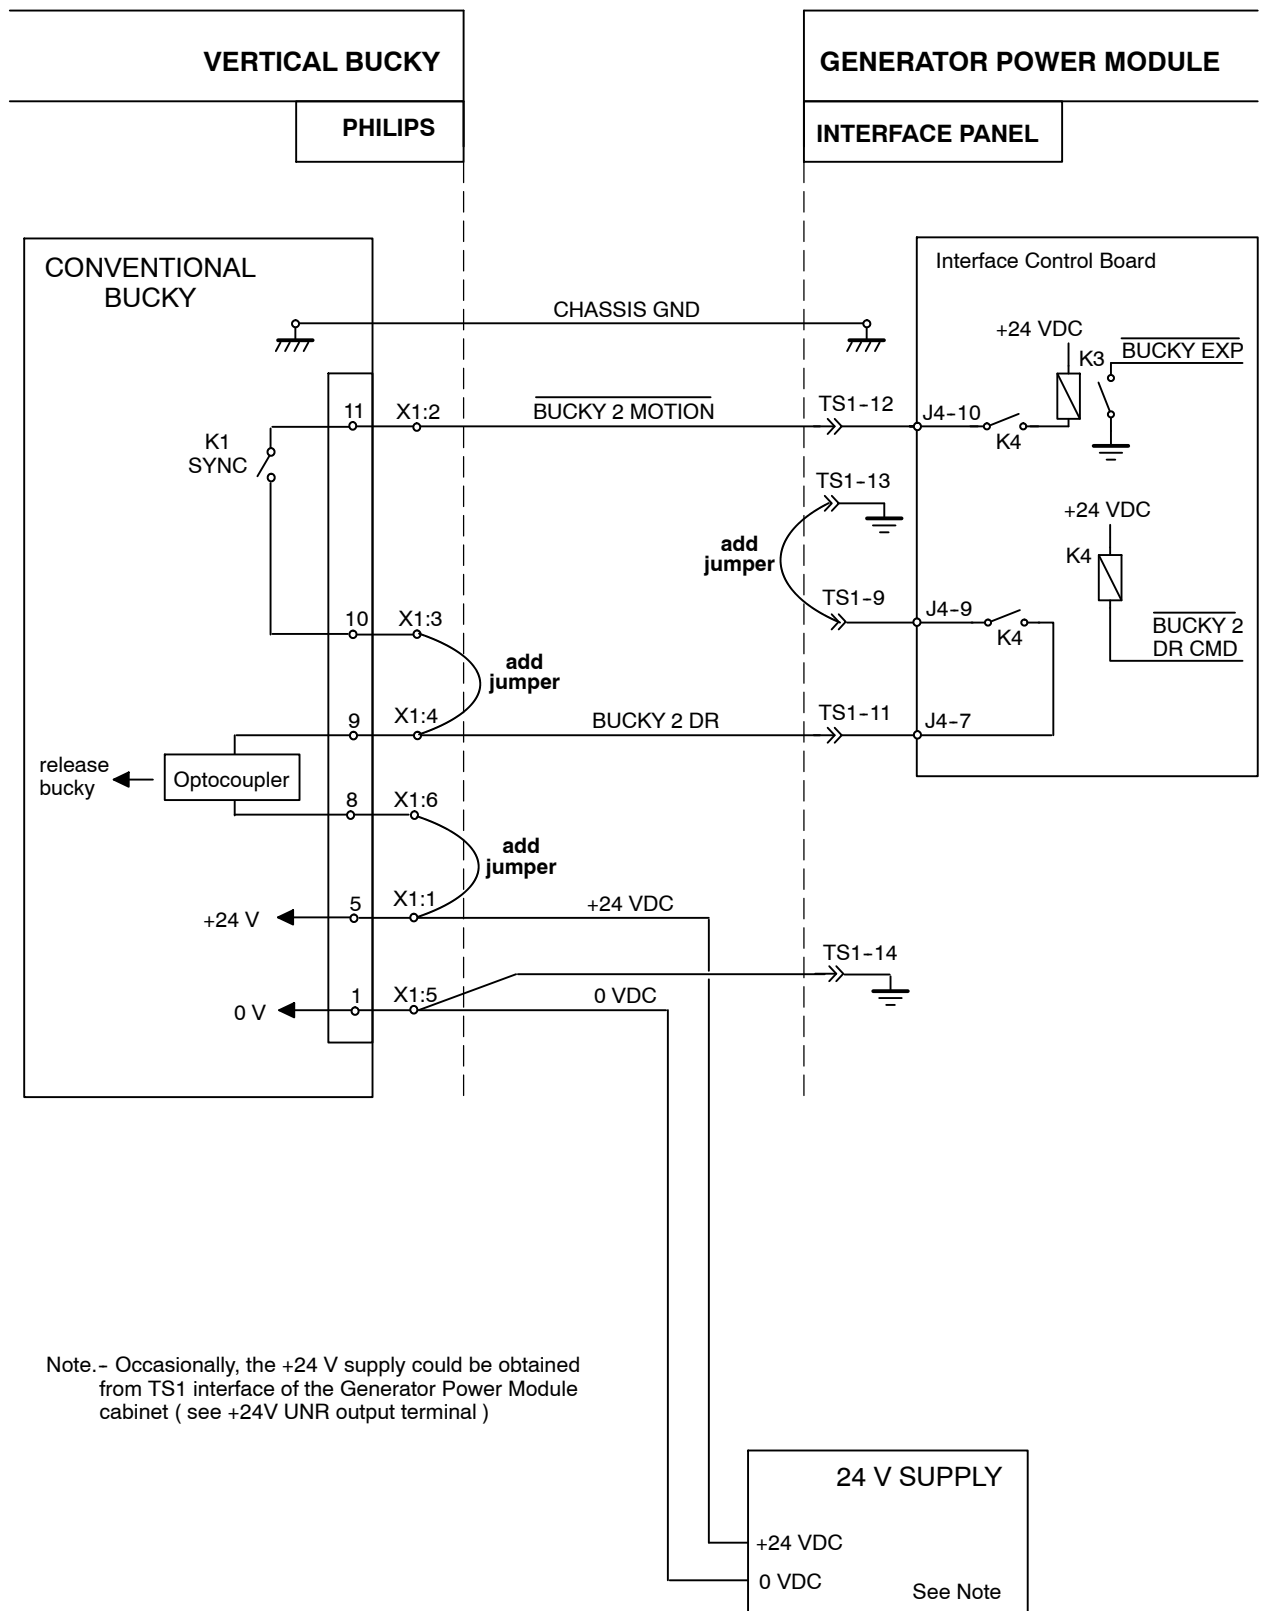 VERTICAL BUCKY
GENERATOR POWER MODULE
PHILIPS
INTERFACE PANEL
CONVENTIONAL
BUCKY
Interface Control Board
CHASSIS GND
+24 VDC
K3
BUCKY EXP
11
X1:2
BUCKY 2 MOTION
TS1-12
J4-10
K4
K1
SYNC
TS1-13
+24 VDC
add
jumper
K4
TS1-9
J4-9
K4
BUCKY 2
DR CMD
10
X1:3
add
jumper
9
X1:4
BUCKY 2 DR
TS1-11
J4-7
release
bucky
Optocoupler
8
X1:6
add
jumper
+24 V
5
X1:1
+24 VDC
TS1-14
0 V
1
X1:5
0 VDC
Note.- Occasionally, the +24 V supply could be obtained
from TS1 interface of the Generator Power Module
cabinet ( see +24V UNR output terminal )
24 V SUPPLY
+24 VDC
0 VDC
See Note